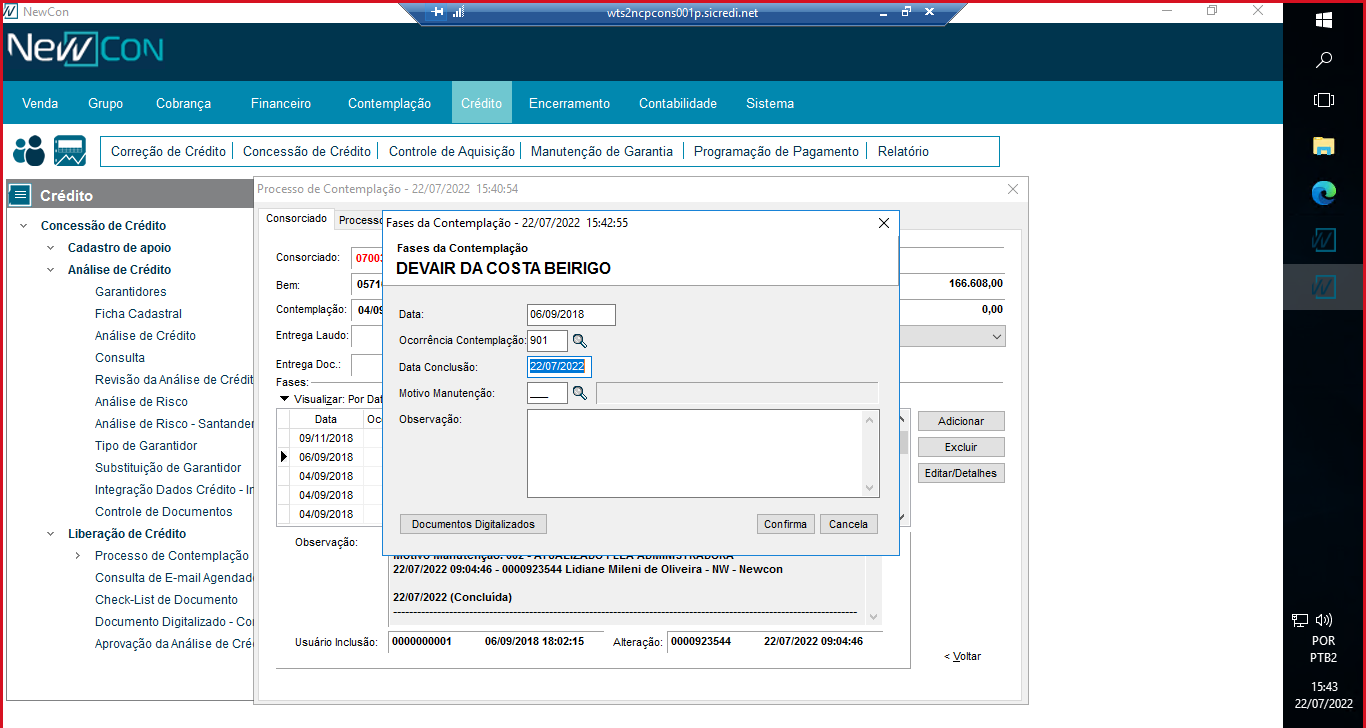 NewCon
wts2ncpcons001p.sicredi.net
NewCon
Venda Grupo Cobrança Financeiro Contemplação Crédito Encerramento Contabilidade Sistema
Correção de Crédito Concessão de Crédito Controle de Aquisição Manutenção de Garantia Programação de Pagamento Relatório
Crédito
Concessão de Crédito
Cadastro de apoio
Análise de Crédito
Garantidores
Ficha Cadastral
Análise de Crédito
Consulta
Revisão da Análise de Crédit
Análise de Risco
Análise de Risco - Santander
Tipo de Garantidor
Substituição de Garantidor
Integração Dados Crédito - In
Controle de Documentos
Liberação de Crédito
Processo de Contemplação
Consulta de E-mail Agendad
Check-List de Documento
Documento Digitalizado - Co
Aprovação da Análise de Cré
Processo de Contemplação - 22/07/2022 15:40:54
Consorciado Processo
Consorciado: 0700
Bem: 0571 166.608,00
Contemplação: 04/09 0,00
Entrega Laudo:
Entrega Doc.:
Fases:
Visualizar: Por Dat
Data Oc
09/11/2018
06/09/2018
04/09/2018
04/09/2018
04/09/2018
Adicionar
Excluir
Editar/Detalhes
Fases da Contemplação - 22/07/2022 15:42:55
Fases da Contemplação
DEVAIR DA COSTA BEIRIGO
Data: 06/09/2018
Ocorrência Contemplação: 901
Data Conclusão: 22/07/2022
Motivo Manutenção: ___
Observação:
Documentos Digitalizados Confirma Cancela
Observação:
Motivo Manutenção: 002 - ATUALIZADO PELA ADMINISTRADORA
22/07/2022 09:04:46 - 0000923544 Lidiane Mileni de Oliveira - NW - Newcon
22/07/2022 (Concluída)
Usuário Inclusão: 0000000001 06/09/2018 18:02:15 Alteração: 0000923544 22/07/2022 09:04:46
< Voltar
POR
PTB2
15:43
22/07/2022